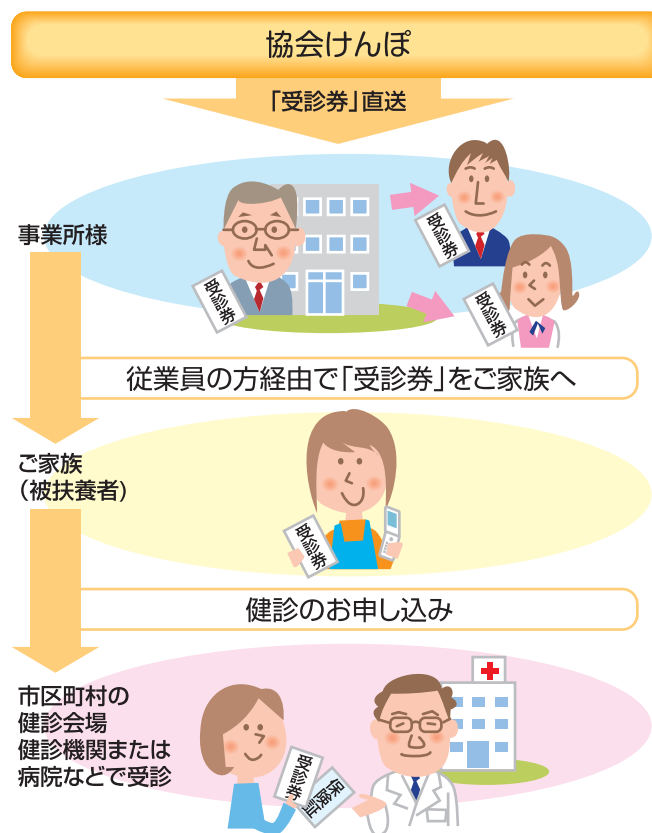 協会けんぽ
「受診券」直送
受診券
受診券
事業所様
受診券
従業員の方経由で「受診券」をご家族へ
ご家族
（被扶養者）
受診券
健診のお申し込み
市区町村の
健診会場
健診機関または
病院などで受診
受診券
保険証